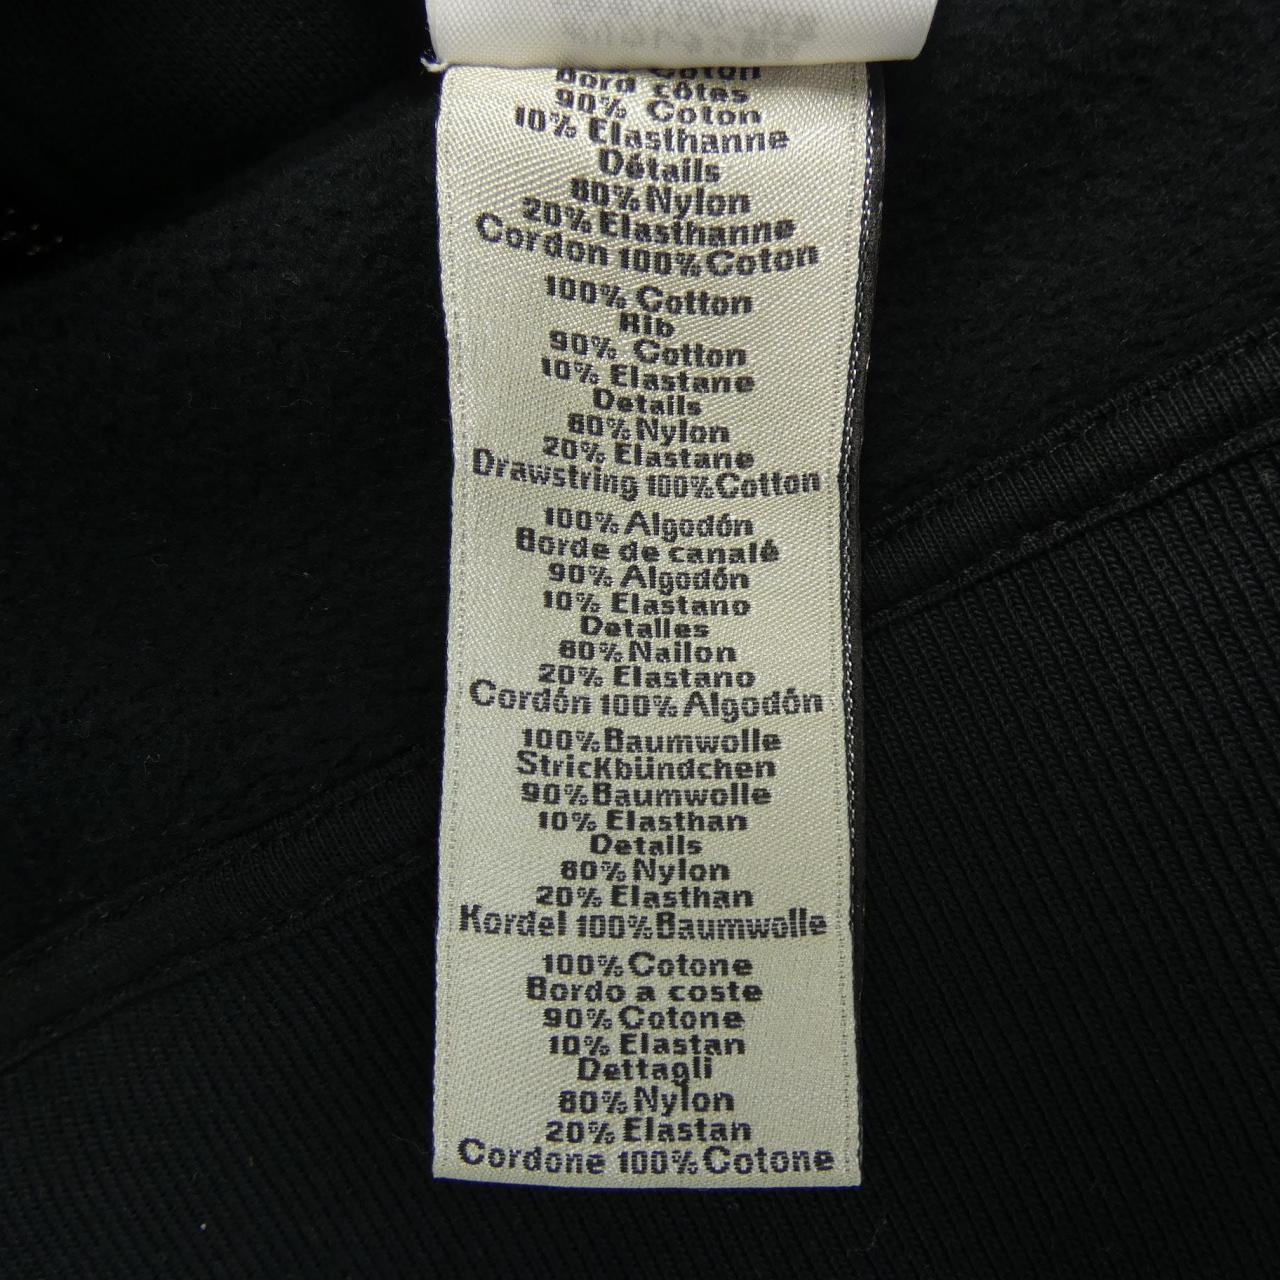 Coton
Bord côtes
90% Coton
10% Elasthanne
Détails
80% Nylon
20% Elasthanne
Cordon 100% Coton
100% Cotton
Rib
90% Cotton
10% Elastane
Details
80% Nylon
20% Elastane
Drawstring 100% Cotton
100% Algodón
Borde de canalé
90% Algodón
10% Elastano
Detalles
80% Nailon
20% Elastano
Cordón 100% Algodón
100% Baumwolle
Strickbündchen
90% Baumwolle
10% Elasthan
Details
80% Nylon
20% Elasthan
Kordel 100% Baumwolle
100% Cotone
Bordo a coste
90% Cotone
10% Elastan
Dettagli
80% Nylon
20% Elastan
Cordone 100% Cotone